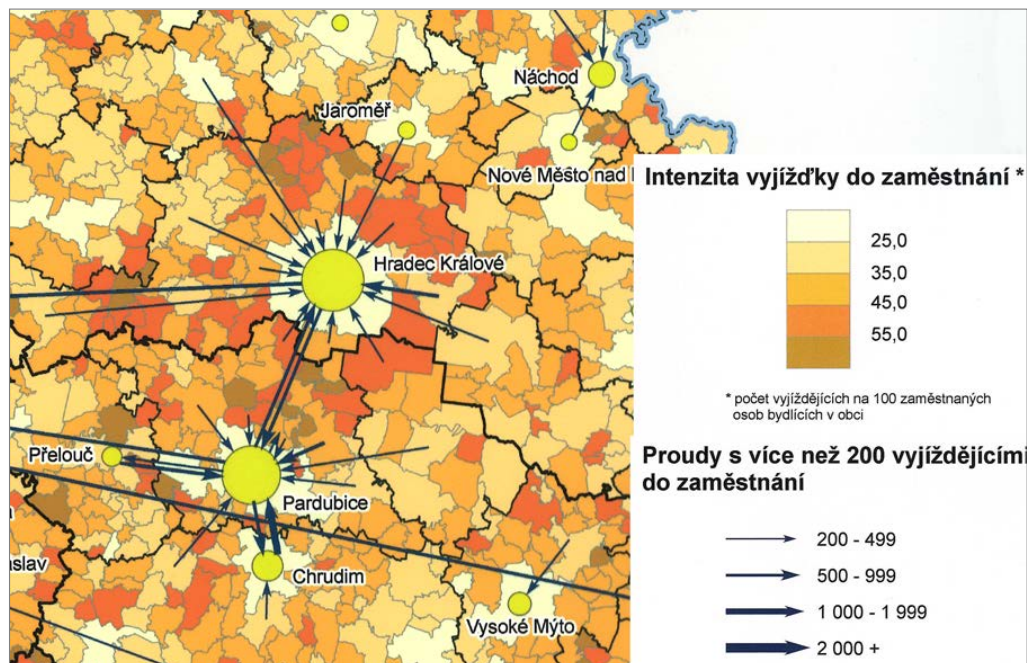 Náchod
Jaroměř
Nové Město nad
Hradec Králové
Přelouč
Pardubice
aslav
Chrudim
Vysoké Mýto
Intenzita vyjížďky do zaměstnání *
25,0
35,0
45,0
55,0
* počet vyjíždějících na 100 zaměstnaných
osob bydlících v obci
Proudy s více než 200 vyjíždějícími
do zaměstnání
200 - 499
500 - 999
1 000 - 1 999
2 000 +